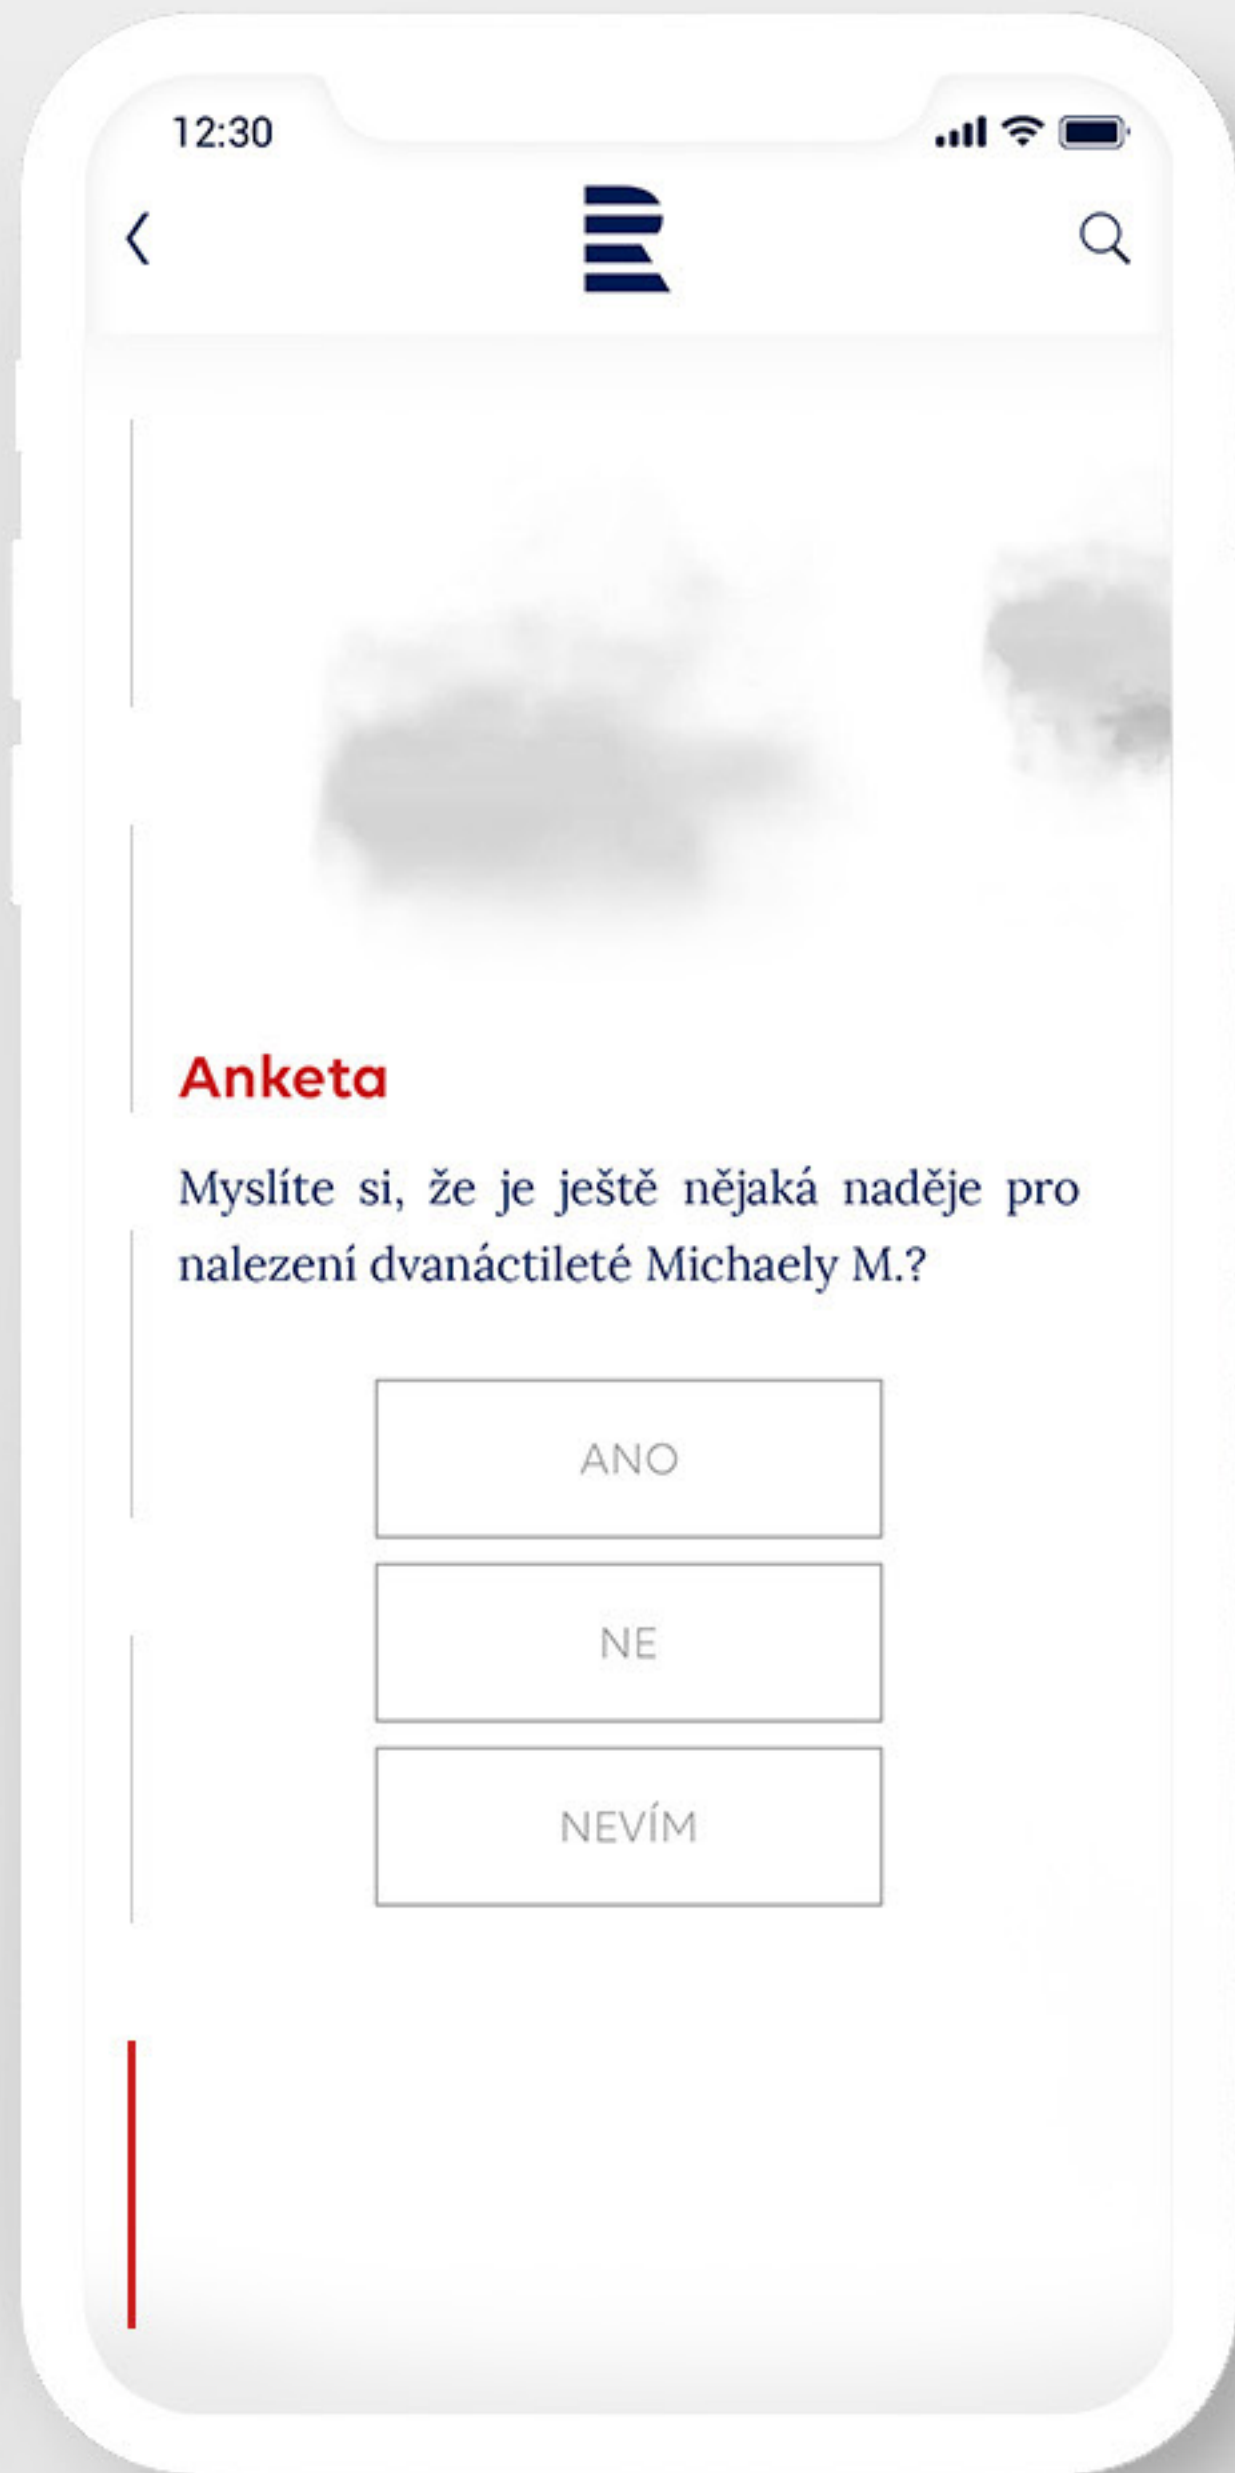 12:30
R
Anketa
Myslíte si, že je ještě nějaká naděje pro
nalezení dvanáctileté Michaely M.?
ANO
NE
NEVÍM